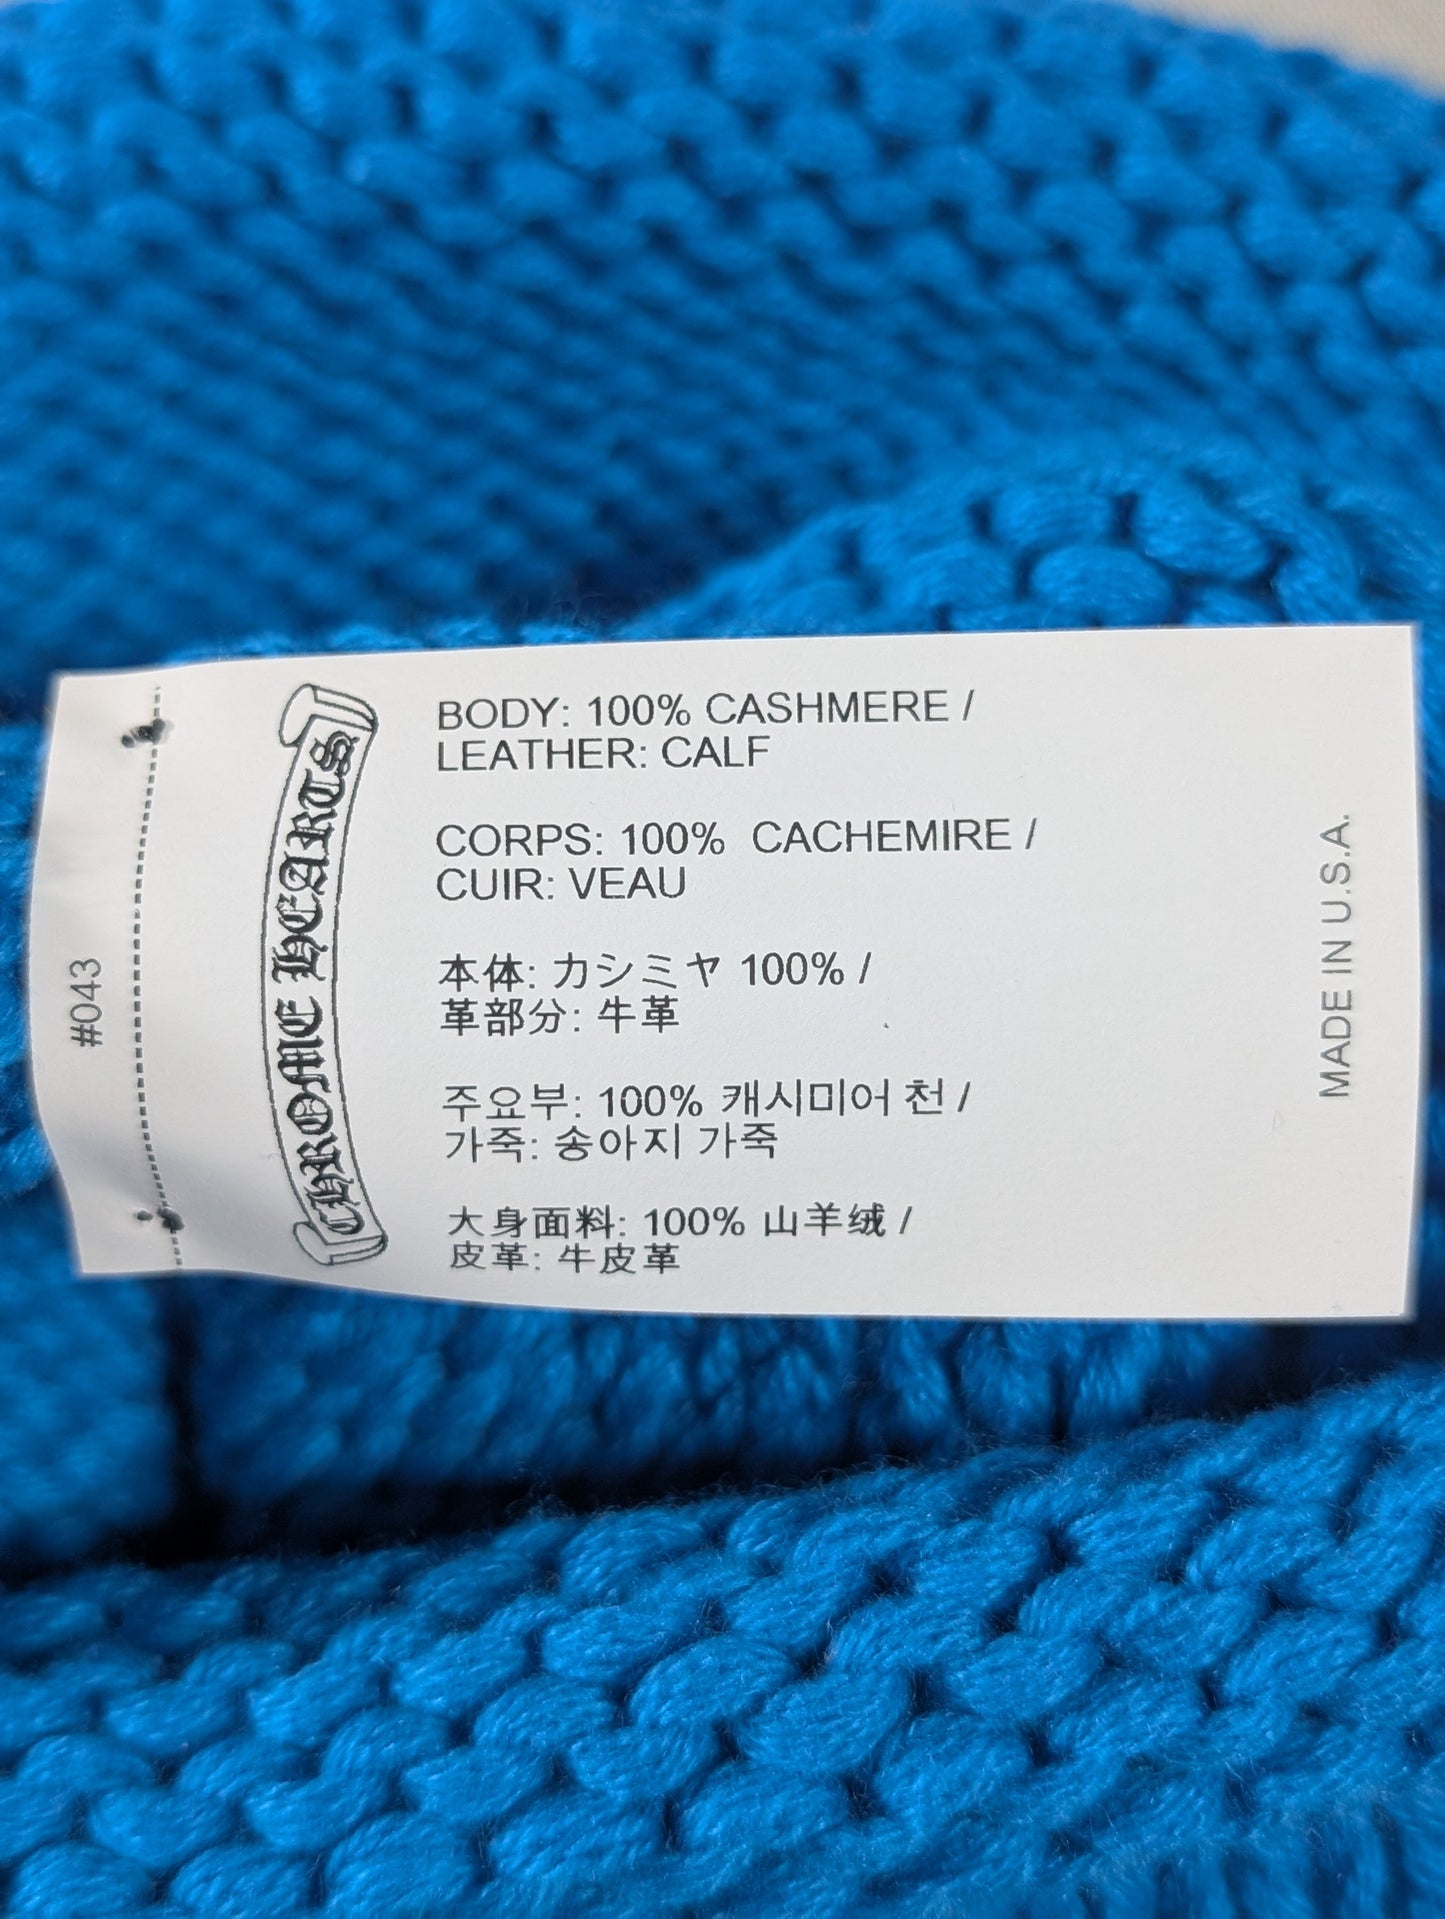 #043
CHROME HEARTS
BODY: 100% CASHMERE /
LEATHER: CALF
CORPS: 100% CACHEMIRE /
CUIR: VEAU
本体: カシミヤ 100% /
革部分: 牛革
주요부: 100% 캐시미어 천 /
가죽: 송아지 가죽
大身面料: 100% 山羊绒 /
皮革: 牛皮革
MADE IN U.S.A.